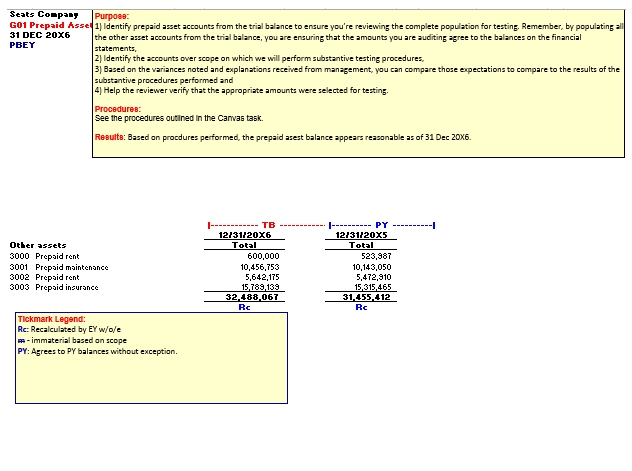 Seats Company
G01 Prepaid Asset
31 DEC 20X6
PBEY
Purpose:
1) Identify prepaid asset accounts from the trial balance to ensure you're reviewing the complete population for testing. Remember, by populating all
the other asset accounts from the trial balance, you are ensuring that the amounts you are auditing agree to the balances on the financial
statements,
2) Identify the accounts over scope on which we will perform substantive testing procedures,
3) Based on the variances noted and explanations received from management, you can compare those expectations to compare to the results of the
substantive procedures performed and
4) Help the reviewer verify that the appropriate amounts were selected for testing.
Procedures:
See the procedures outlined in the Canvas task.
Results: Based on procdures performed, the prepaid asest balance appears reasonable as of 31 Dec 20X6.
|------------ TB ------------| |------------ PY -----------|
12/31/20X6 12/31/20X5
Other assets Total Total
3000 Prepaid rent 600,000 523,987
3001 Prepaid maintenance 10,456,753 10,143,050
3002 Prepaid rent 5,642,175 5,472,910
3003 Prepaid insurance 15,789,139 15,315,465
32,488,067 31,455,412
Rc Rc
Tickmark Legend:
Rc: Recalculated by EY w/o/e
m - immaterial based on scope
PY: Agrees to PY balances without exception.